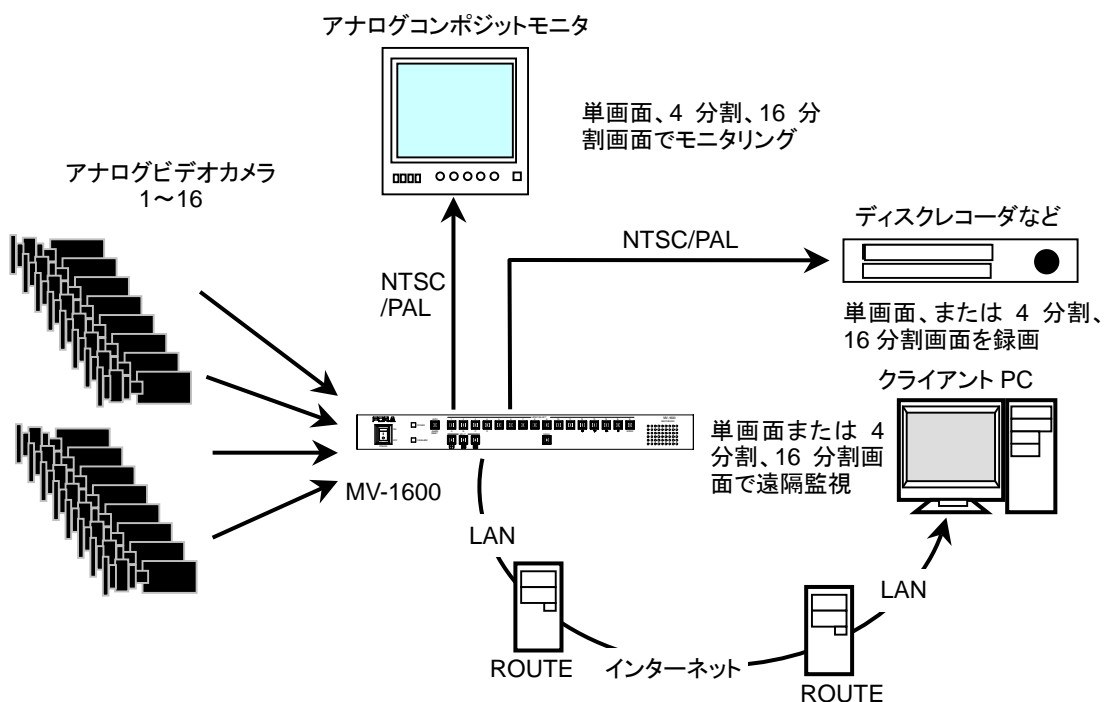 アナログコンポジットモニタ
単画面、4 分割、16 分
割画面でモニタリング
アナログビデオカメラ
1～16
NTSC
/PAL
NTSC/PAL
ディスクレコーダなど
単画面、または 4 分割、
16 分割画面を録画
クライアント PC
単画面または 4
分割、16 分割画
面で遠隔監視
MV-1600
LAN
LAN
ROUTE
インターネット
ROUTE